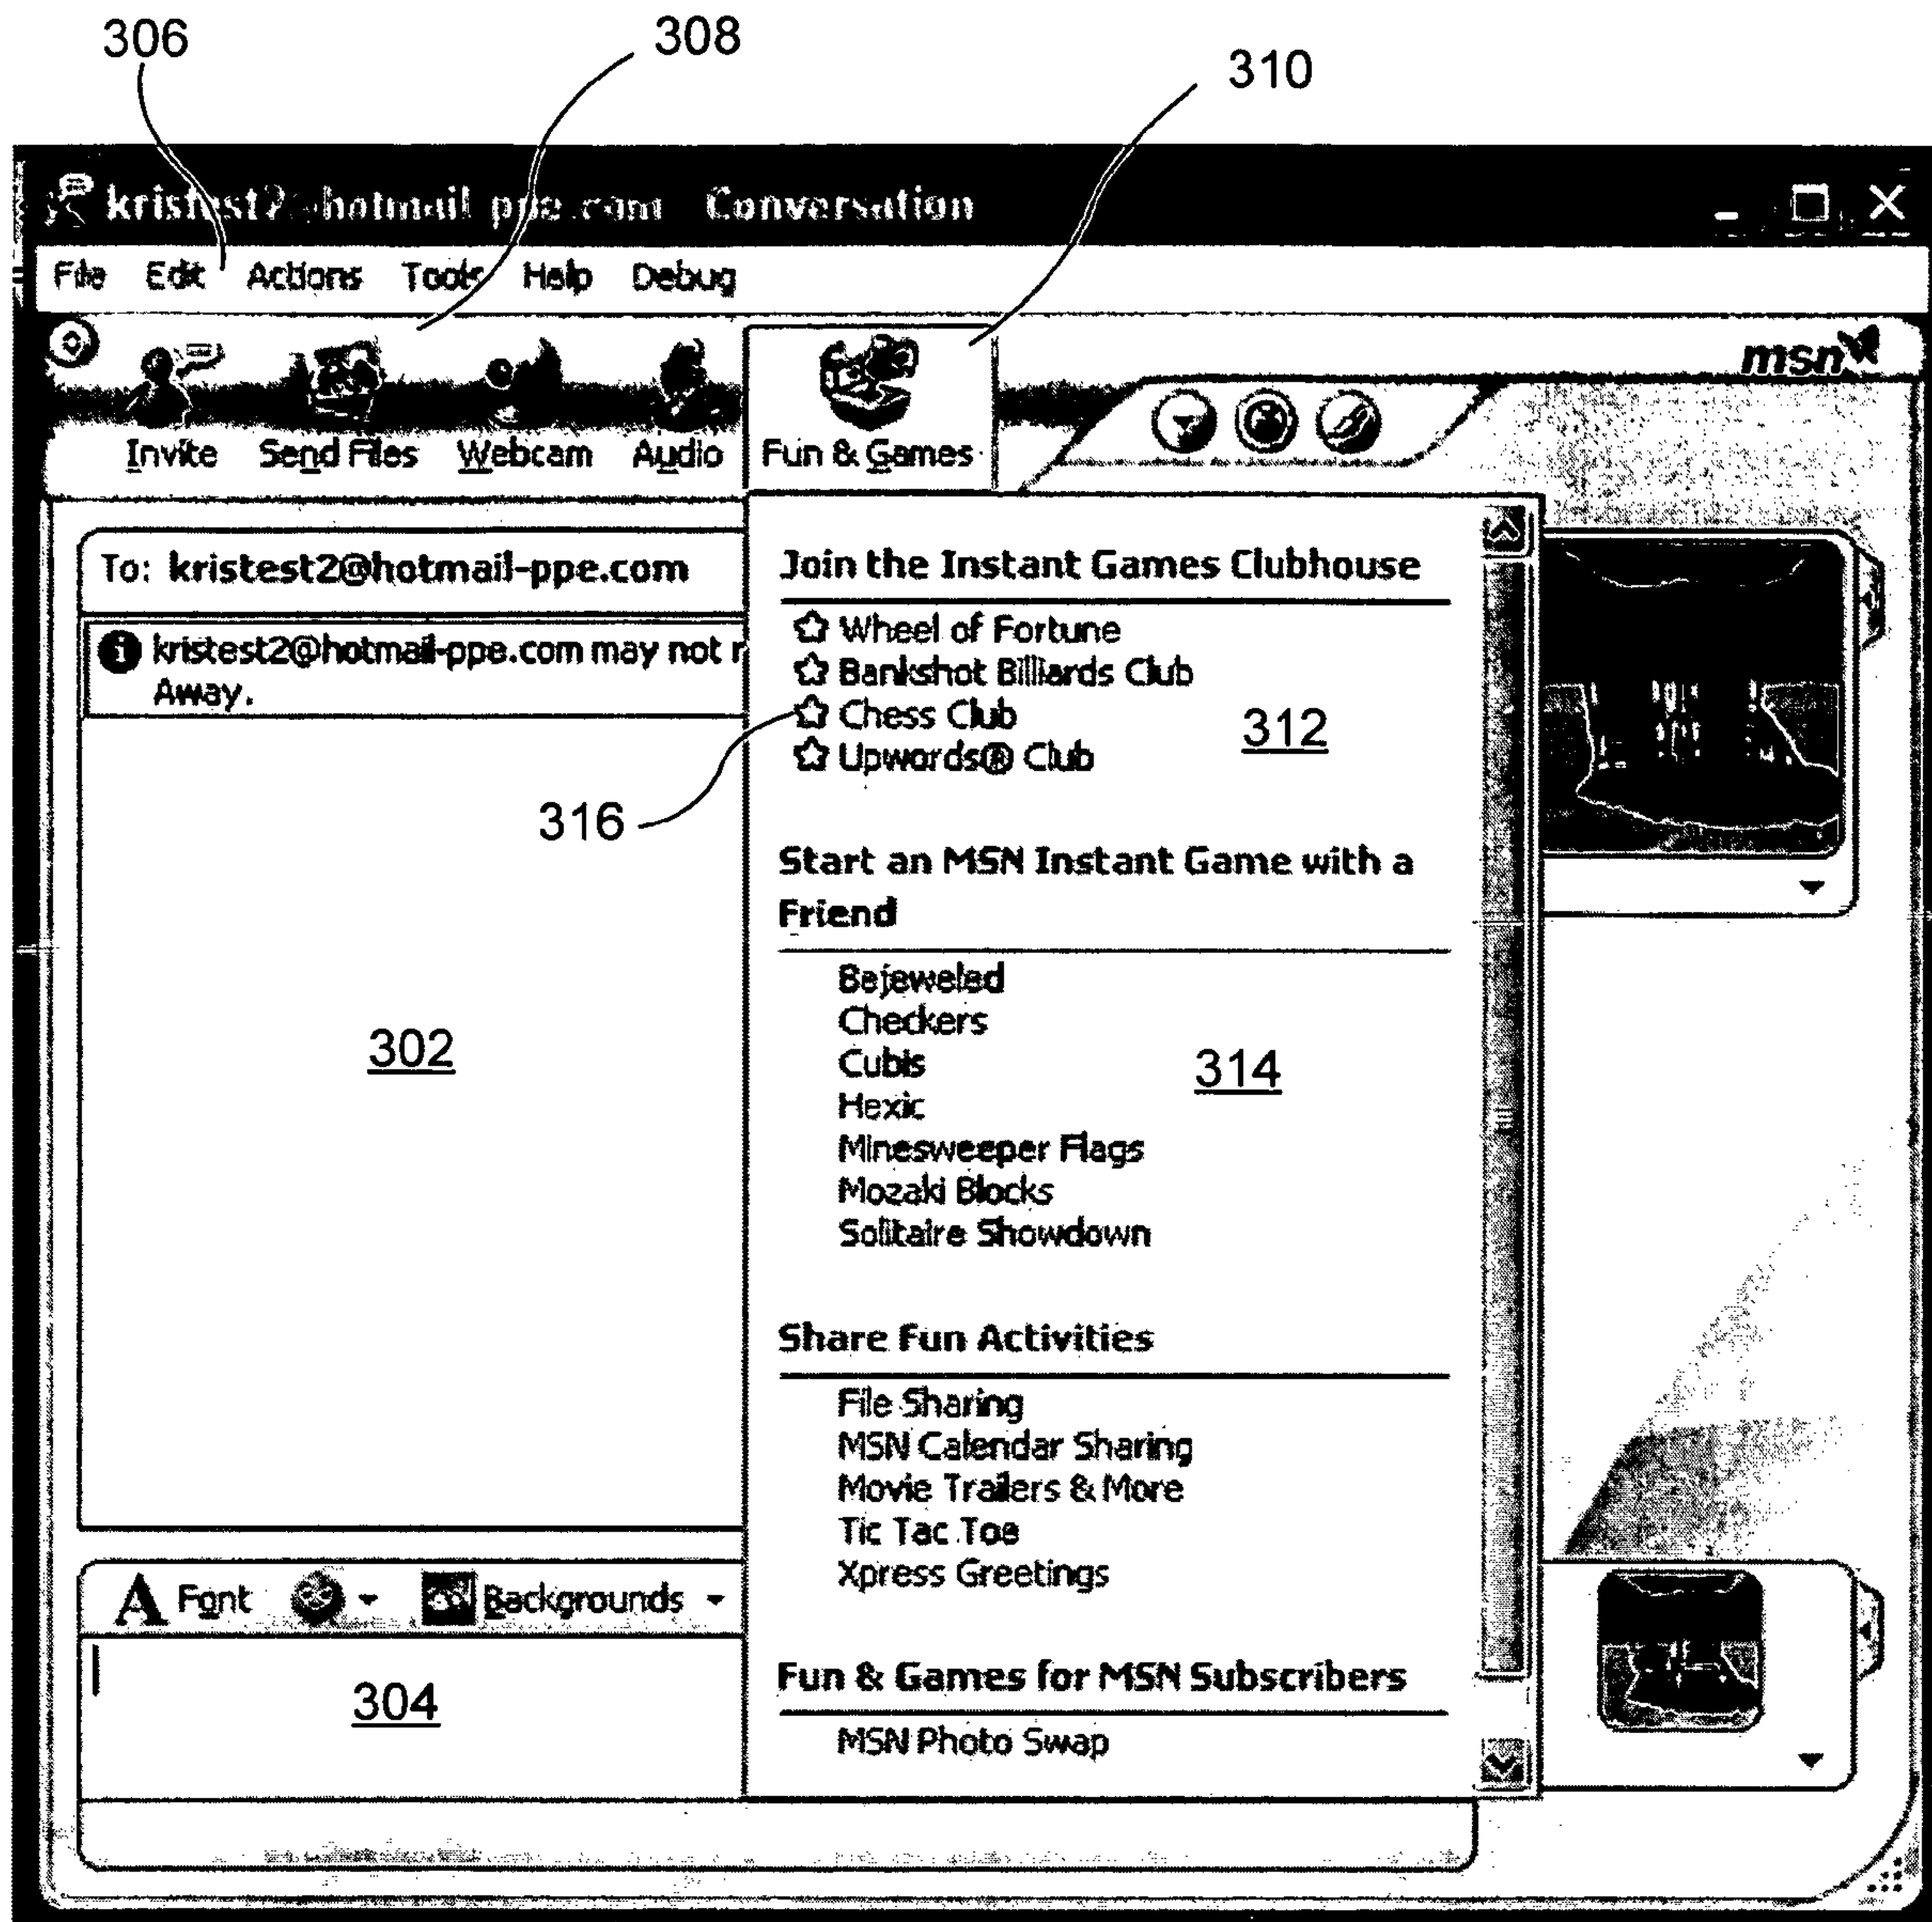 306
308
310
kristest2@hotmail-ppe.com Conversation
File Edit Actions Tools Help Debug
msn
Invite Send Files Webcam Audio Fun & Games
To: kristest2@hotmail-ppe.com
kristest2@hotmail-ppe.com may not r
Away.
Join the Instant Games Clubhouse
Wheel of Fortune
Bankshot Billiards Club
Chess Club
Upwords® Club
312
316
Start an MSN Instant Game with a
Friend
Bejeweled
Checkers
Cubis
Hexic
Minesweeper Flags
Mozaki Blocks
Solitaire Showdown
302
314
Share Fun Activities
File Sharing
MSN Calendar Sharing
Movie Trailers & More
Tic Tac Toe
Xpress Greetings
A Font Backgrounds
304
Fun & Games for MSN Subscribers
MSN Photo Swap